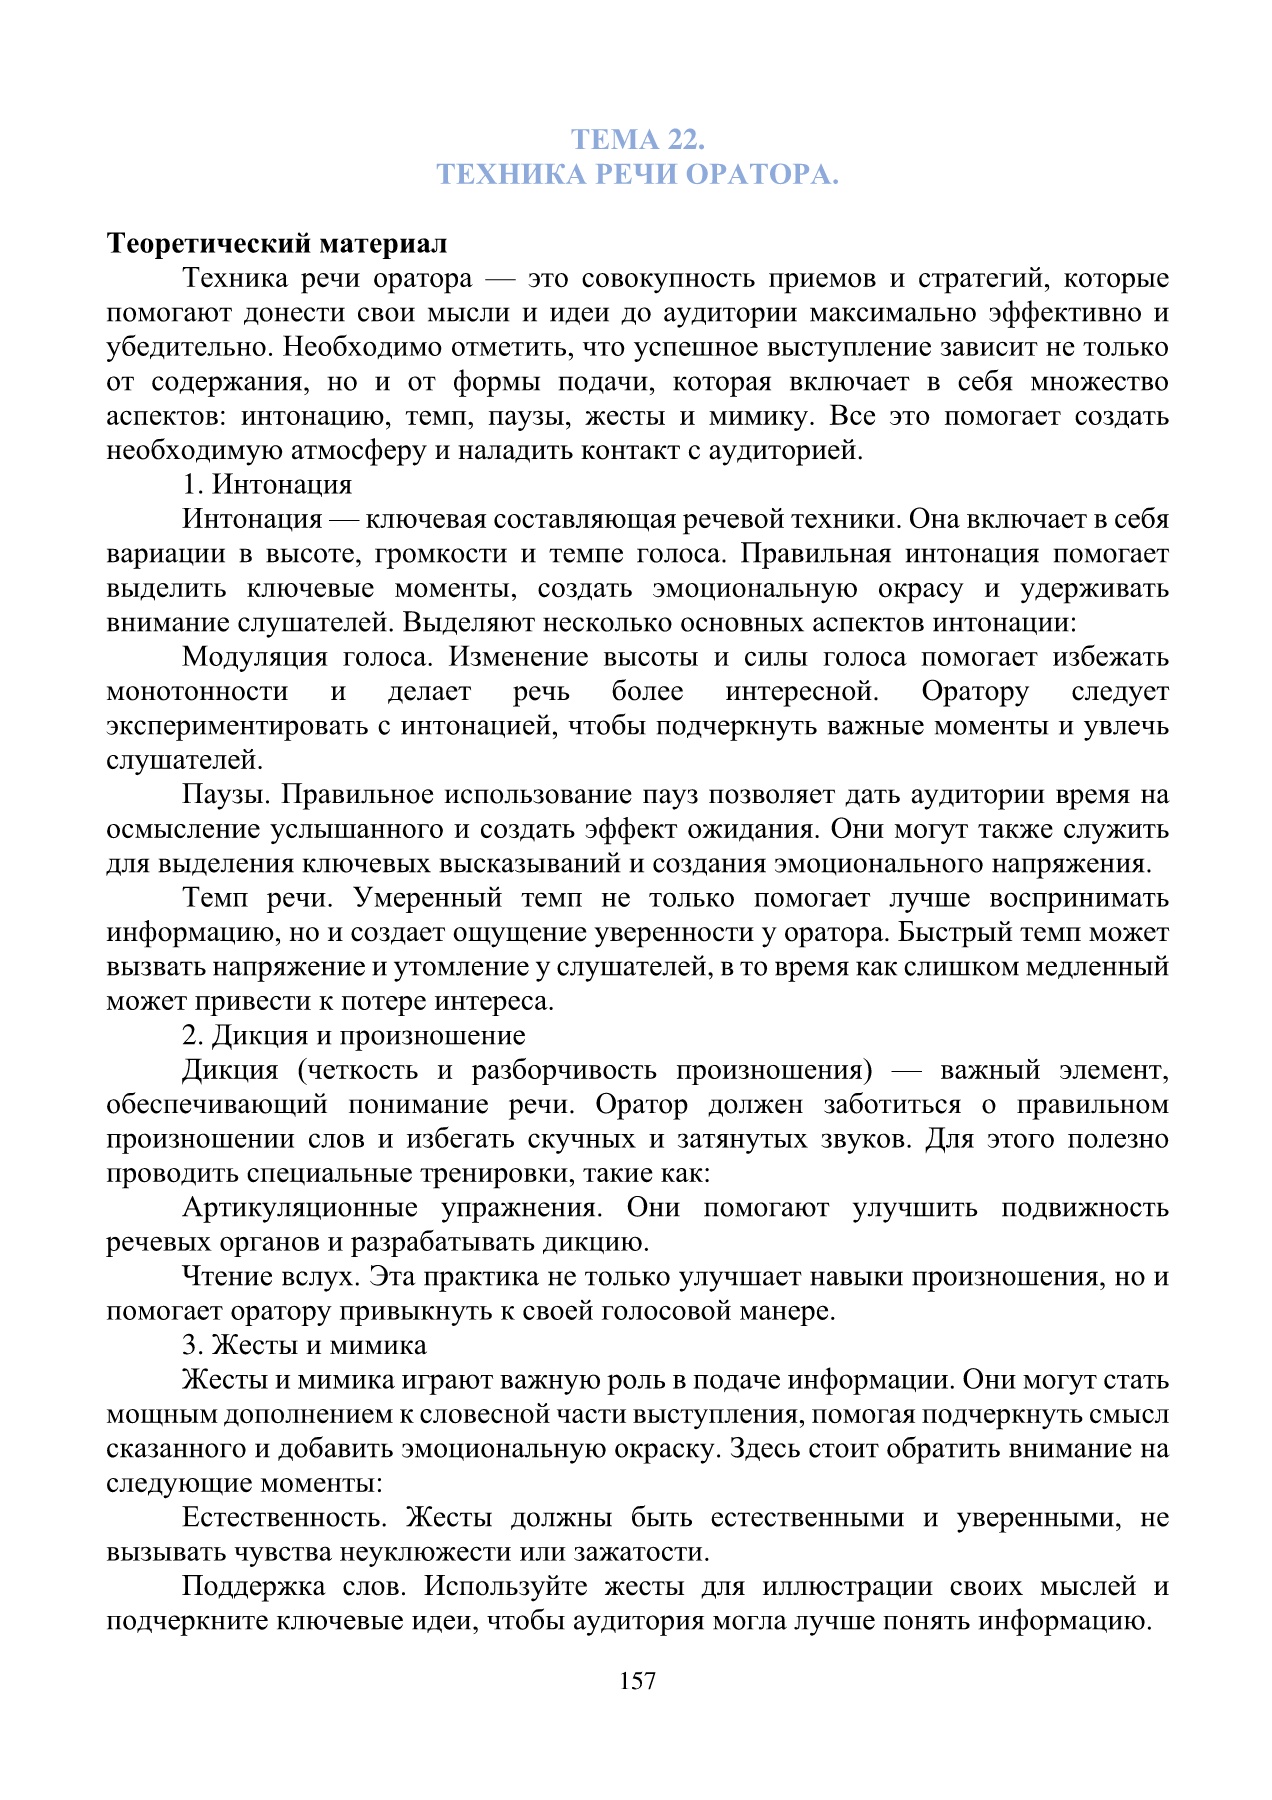 ТЕМА 22.
ТЕХНИКА РЕЧИ ОРАТОРА.
Теоретический материал
Техника речи оратора — это совокупность приемов и стратегий, которые
помогают донести свои мысли и идеи до аудитории максимально эффективно и
убедительно. Необходимо отметить, что успешное выступление зависит не только
от содержания, но и от формы подачи, которая включает в себя множество
аспектов: интонацию, темп, паузы, жесты и мимику. Все это помогает создать
необходимую атмосферу и наладить контакт с аудиторией.
1. Интонация
Интонация — ключевая составляющая речевой техники. Она включает в себя
вариации в высоте, громкости и темпе голоса. Правильная интонация помогает
выделить ключевые моменты, создать эмоциональную окрасу и удерживать
внимание слушателей. Выделяют несколько основных аспектов интонации:
Модуляция голоса. Изменение высоты и силы голоса помогает избежать
монотонности и делает речь более интересной. Оратору следует
экспериментировать с интонацией, чтобы подчеркнуть важные моменты и увлечь
слушателей.
Паузы. Правильное использование пауз позволяет дать аудитории время на
осмысление услышанного и создать эффект ожидания. Они могут также служить
для выделения ключевых высказываний и создания эмоционального напряжения.
Темп речи. Умеренный темп не только помогает лучше воспринимать
информацию, но и создает ощущение уверенности у оратора. Быстрый темп может
вызвать напряжение и утомление у слушателей, в то время как слишком медленный
может привести к потере интереса.
2. Дикция и произношение
Дикция (четкость и разборчивость произношения) — важный элемент,
обеспечивающий понимание речи. Оратор должен заботиться о правильном
произношении слов и избегать скучных и затянутых звуков. Для этого полезно
проводить специальные тренировки, такие как:
Артикуляционные упражнения. Они помогают улучшить подвижность
речевых органов и разрабатывать дикцию.
Чтение вслух. Эта практика не только улучшает навыки произношения, но и
помогает оратору привыкнуть к своей голосовой манере.
3. Жесты и мимика
Жесты и мимика играют важную роль в подаче информации. Они могут стать
мощным дополнением к словесной части выступления, помогая подчеркнуть смысл
сказанного и добавить эмоциональную окраску. Здесь стоит обратить внимание на
следующие моменты:
Естественность. Жесты должны быть естественными и уверенными, не
вызывать чувства неуклюжести или зажатости.
Поддержка слов. Используйте жесты для иллюстрации своих мыслей и
подчеркните ключевые идеи, чтобы аудитория могла лучше понять информацию.
157